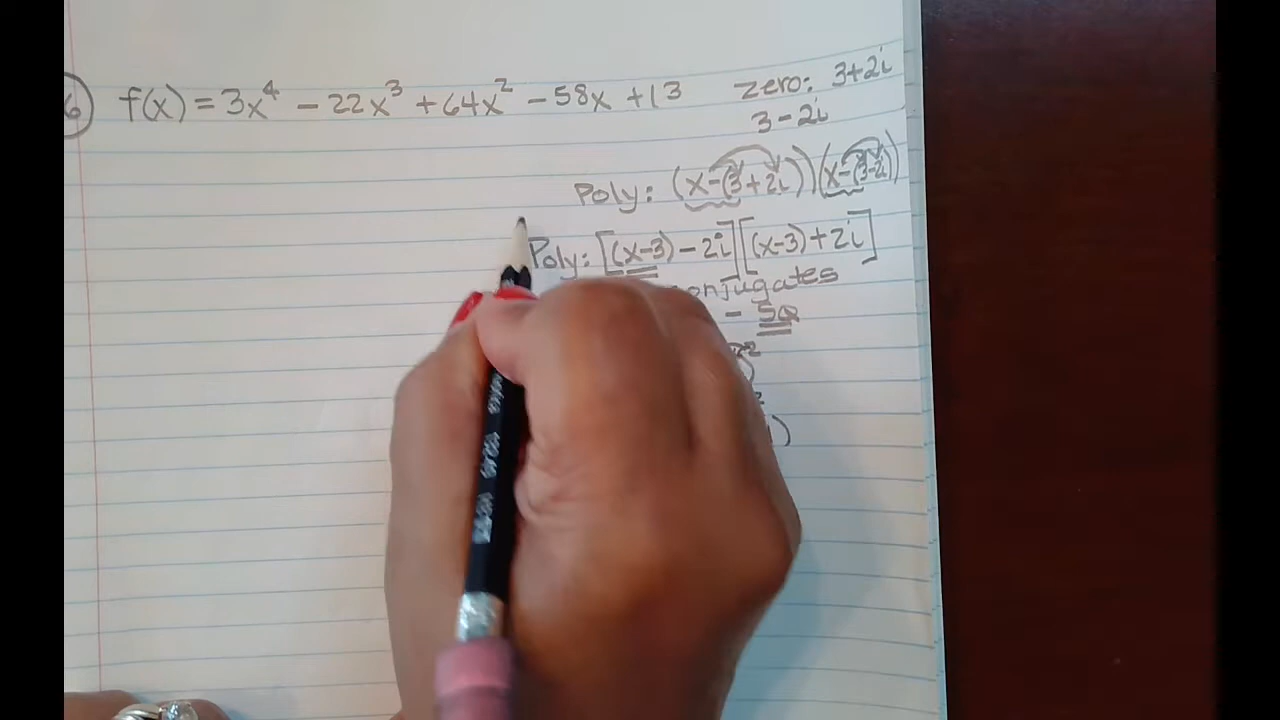 6) f(x) = 3x⁴ - 22x³ + 64x² - 58x + 13 zero: 3+2i
3-2i
Poly: (x-(3+2i))(x-(3-2i))
Poly: [(x-3)-2i][(x-3)+2i]
onjugates
- SQ